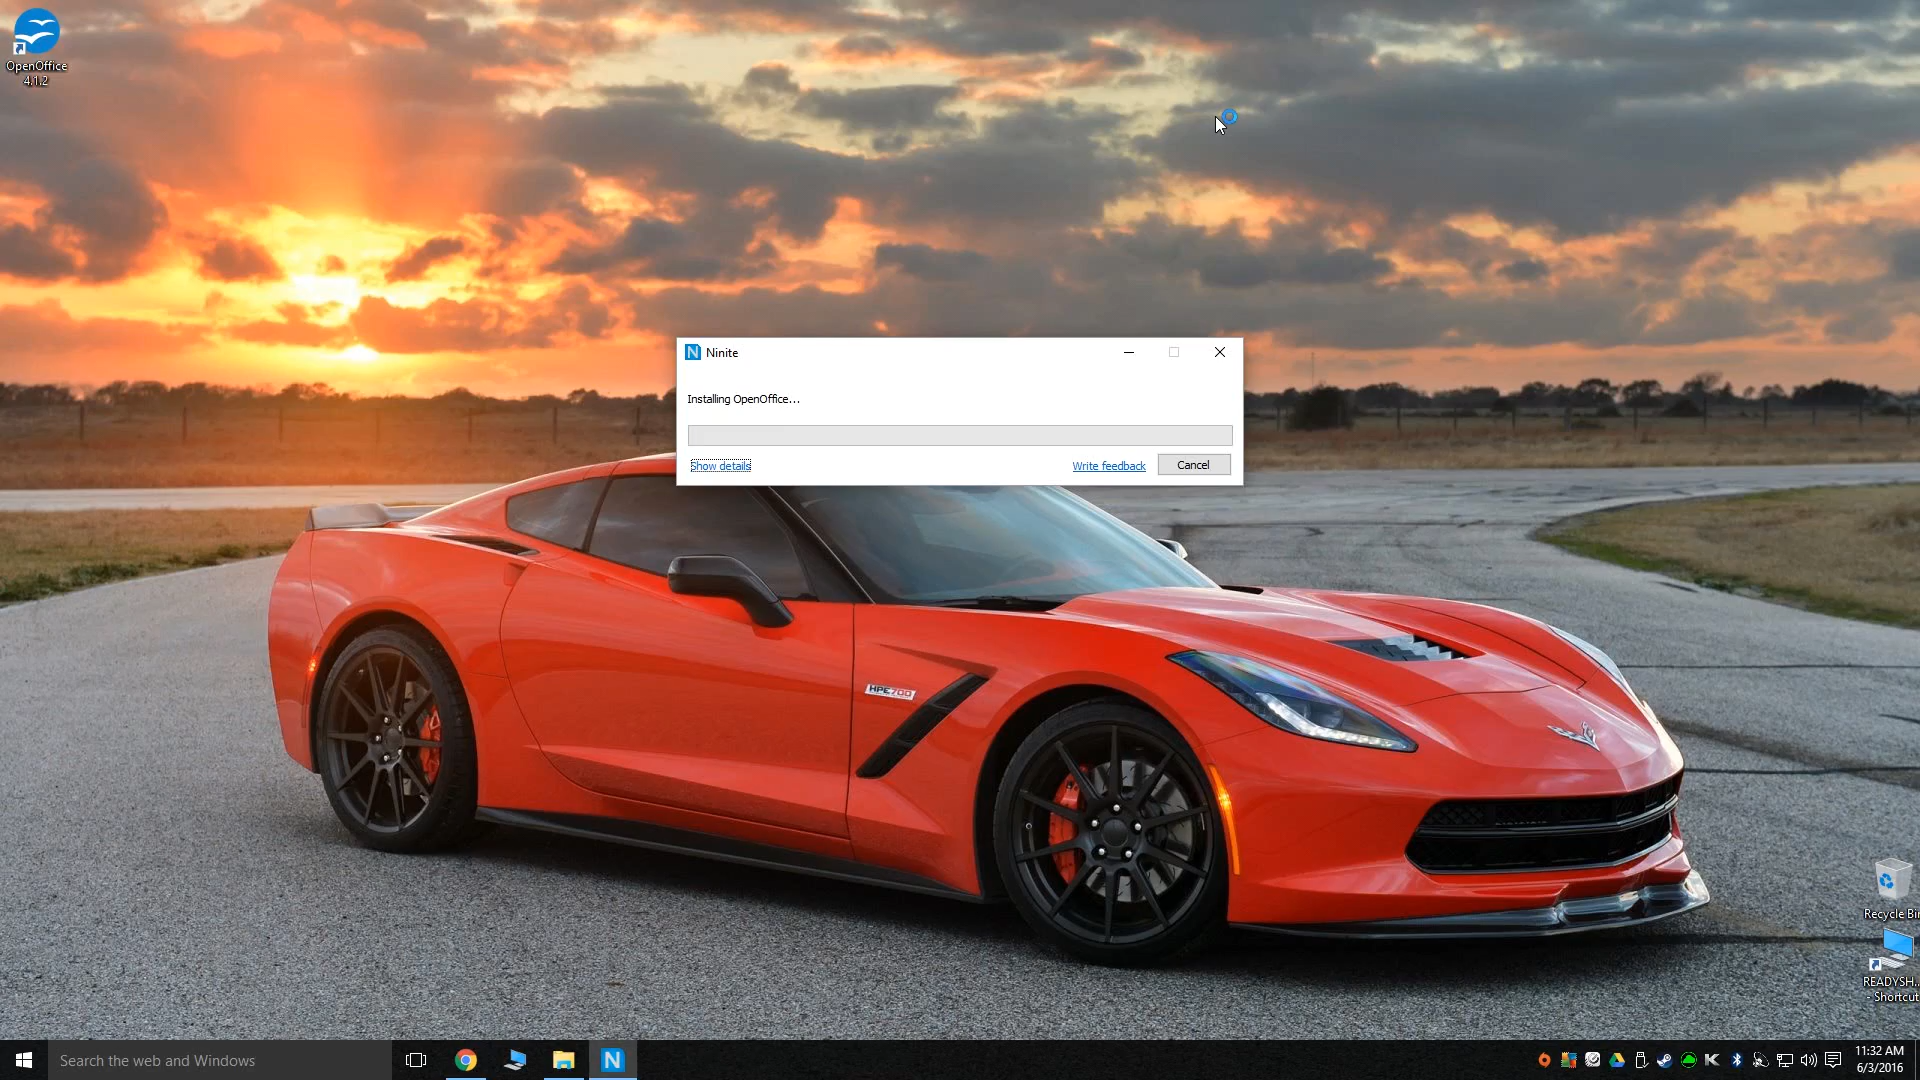 OpenOffice
4.1.2
Ninite
Installing OpenOffice...
Show details
Write feedback
Cancel
HPE700
Recycle Bin
READYSH...
- Shortcut
Search the web and Windows
N
11:32 AM
6/3/2016